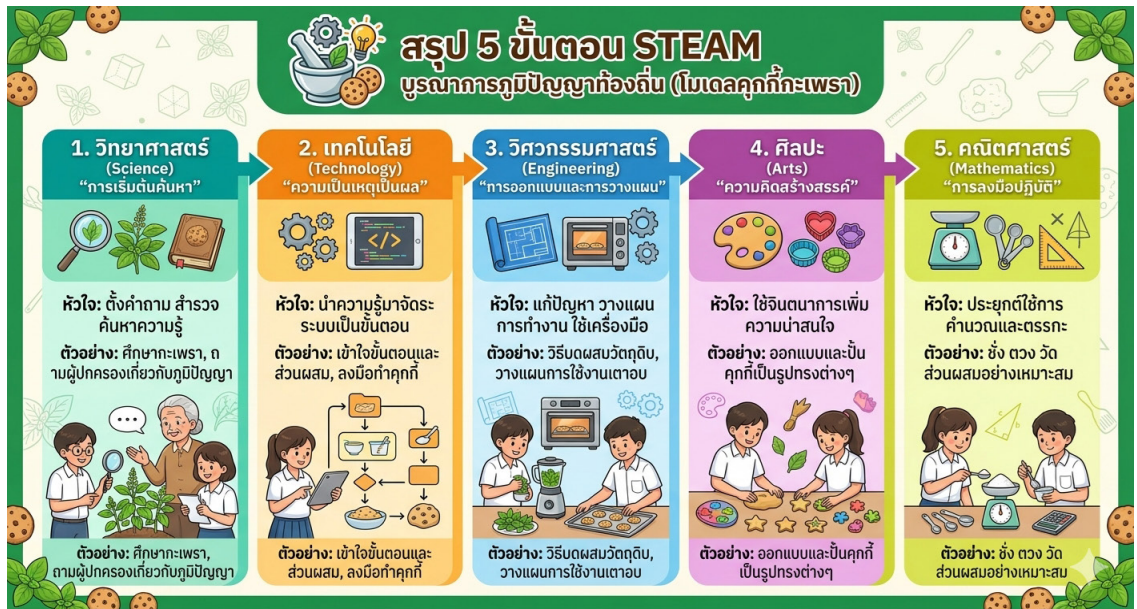 สรุป 5 ขั้นตอน STEAM
บูรณาการภูมิปัญญาท้องถิ่น (โมเดลคุกกี้กะเพรา)
1. วิทยาศาสตร์
(Science)
“การเริ่มต้นค้นหา”
หัวใจ: ตั้งคำถาม สำรวจ
ค้นหาความรู้
ตัวอย่าง: ศึกษากะเพรา, ถ
ามผู้ปกครองเกี่ยวกับภูมิปัญญา
ตัวอย่าง: ศึกษากะเพรา,
ถามผู้ปกครองเกี่ยวกับภูมิปัญญา
2. เทคโนโลยี
(Technology)
“ความเป็นเหตุเป็นผล”
</>
หัวใจ: นำความรู้มาจัดระ
ระบบเป็นขั้นตอน
ตัวอย่าง: เข้าใจขั้นตอนและ
ส่วนผสม, ลงมือทำคุกกี้
ตัวอย่าง: เข้าใจขั้นตอนและ
ส่วนผสม, ลงมือทำคุกกี้
3. วิศวกรรมศาสตร์
(Engineering)
“การออกแบบและการวางแผน”
หัวใจ: แก้ปัญหา วางแผน
การทำงาน ใช้เครื่องมือ
ตัวอย่าง: วิธีบดผสมวัตถุดิบ,
วางแผนการใช้งานเตาอบ
ตัวอย่าง: วิธีบดผสมวัตถุดิบ,
วางแผนการใช้งานเตาอบ
4. ศิลปะ
(Arts)
“ความคิดสร้างสรรค์”
หัวใจ: ใช้จินตนาการเพิ่ม
ความน่าสนใจ
ตัวอย่าง: ออกแบบและปั้น
คุกกี้เป็นรูปทรงต่างๆ
ตัวอย่าง: ออกแบบและปั้นคุกกี้
เป็นรูปทรงต่างๆ
5. คณิตศาสตร์
(Mathematics)
“การลงมือปฏิบัติ”
หัวใจ: ประยุกต์ใช้การ
คำนวณและตรรกะ
ตัวอย่าง: ชั่ง ตวง วัด
ส่วนผสมอย่างเหมาะสม
ตัวอย่าง: ชั่ง ตวง วัด
ส่วนผสมอย่างเหมาะสม